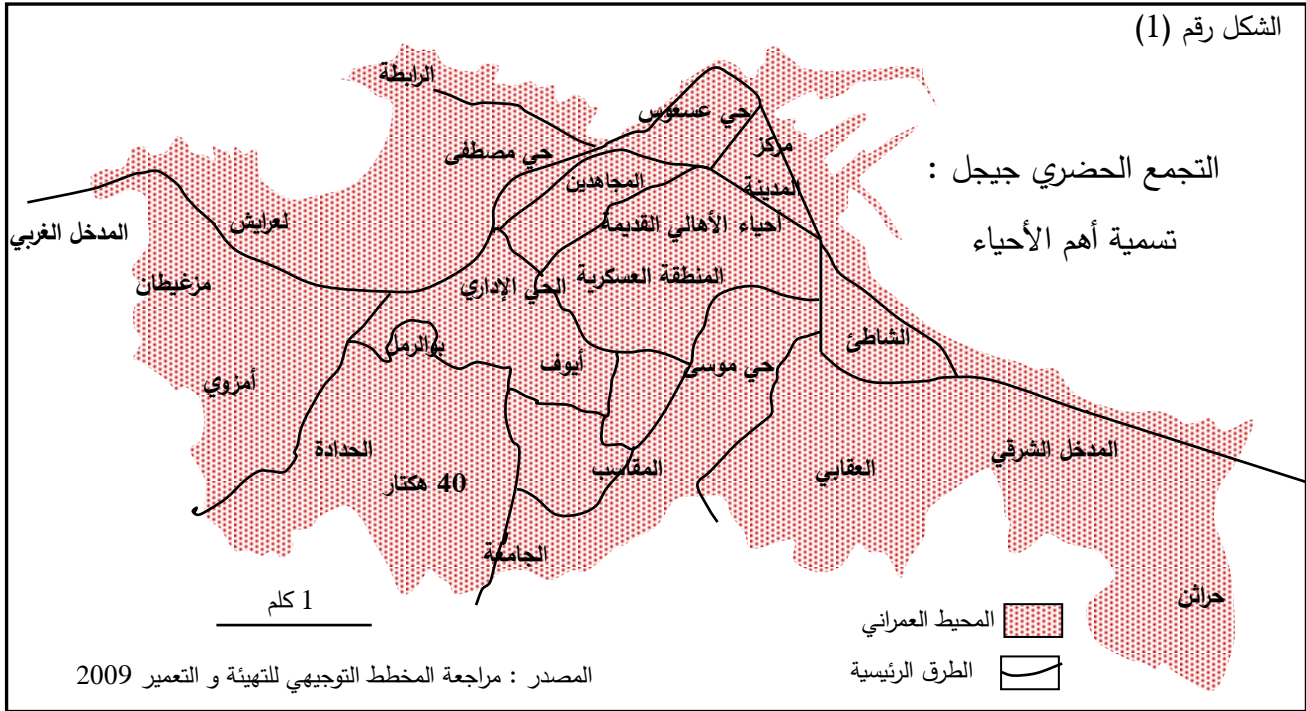 الشكل رقم (1)
التجمع الحضري جيجل :
تسمية أهم الأحياء
الرابطة
حي عسعوس
مركز
المدينة
حي مصطفى
المجاهدين
أحياء الأهالي القديمة
لعرايش
المدخل الغربي
المنطقة العسكرية
الحي الإداري
مزغيطان
الشاطئ
بوالرمل
أيوف
حي موسى
أمزوي
الحدادة
المقاسب
العقابي
المدخل الشرقي
40 هكتار
الجامعة
حراثن
1 كلم
المحيط العمراني
الطرق الرئيسية
المصدر : مراجعة المخطط التوجيهي للتهيئة و التعمير 2009